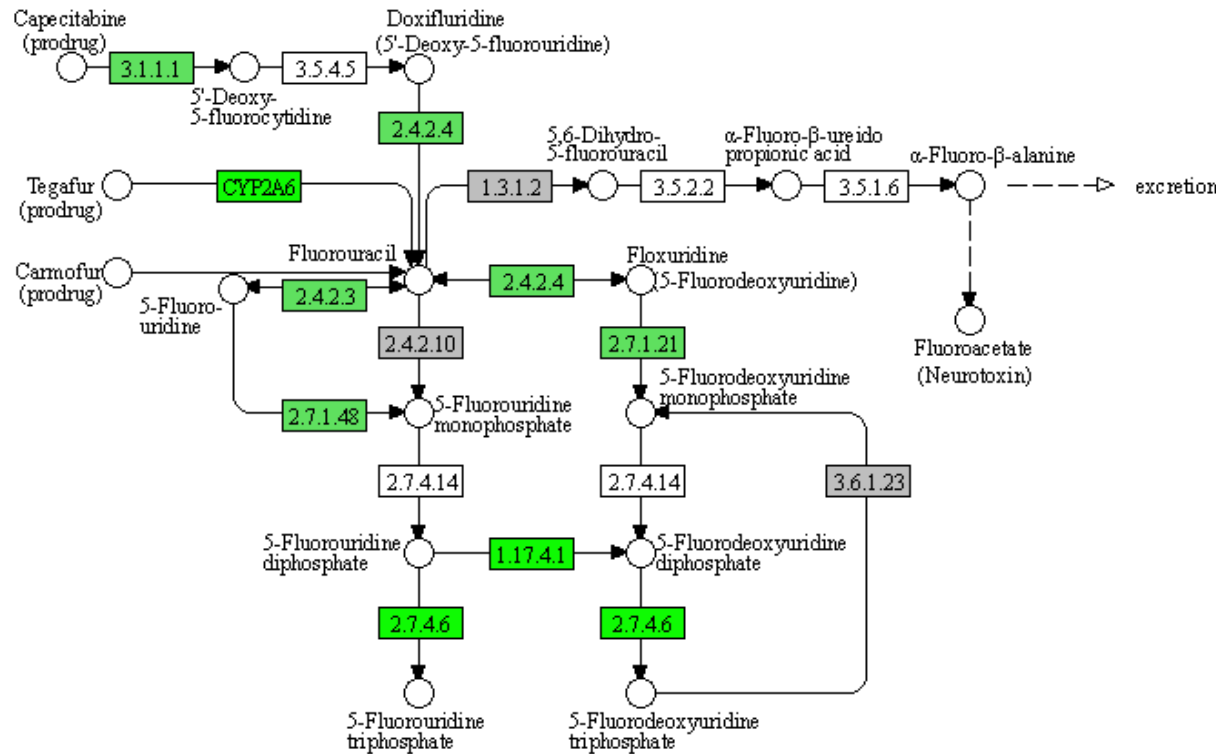 Capecitabine
(prodrug)
3.1.1.1
5'-Deoxy-
5-fluorocytidine
3.5.4.5
Doxifluridine
(5'-Deoxy-5-fluorouridine)
2.4.2.4
Tegafur
(prodrug)
CYP2A6
1.3.1.2
5,6-Dihydro-
5-fluorouracil
3.5.2.2
α-Fluoro-β-ureido
propionic acid
3.5.1.6
α-Fluoro-β-alanine
excretion
Carmofur
(prodrug)
Fluorouracil
5-Fluoro-
uridine
2.4.2.3
2.4.2.4
Floxuridine
(5-Fluorodeoxyuridine)
Fluoroacetate
(Neurotoxin)
2.4.2.10
2.7.1.21
2.7.1.48
5-Fluorouridine
monophosphate
5-Fluorodeoxyuridine
monophosphate
2.7.4.14
2.7.4.14
3.6.1.23
5-Fluorouridine
diphosphate
1.17.4.1
5-Fluorodeoxyuridine
diphosphate
2.7.4.6
2.7.4.6
5-Fluorouridine
triphosphate
5-Fluorodeoxyuridine
triphosphate